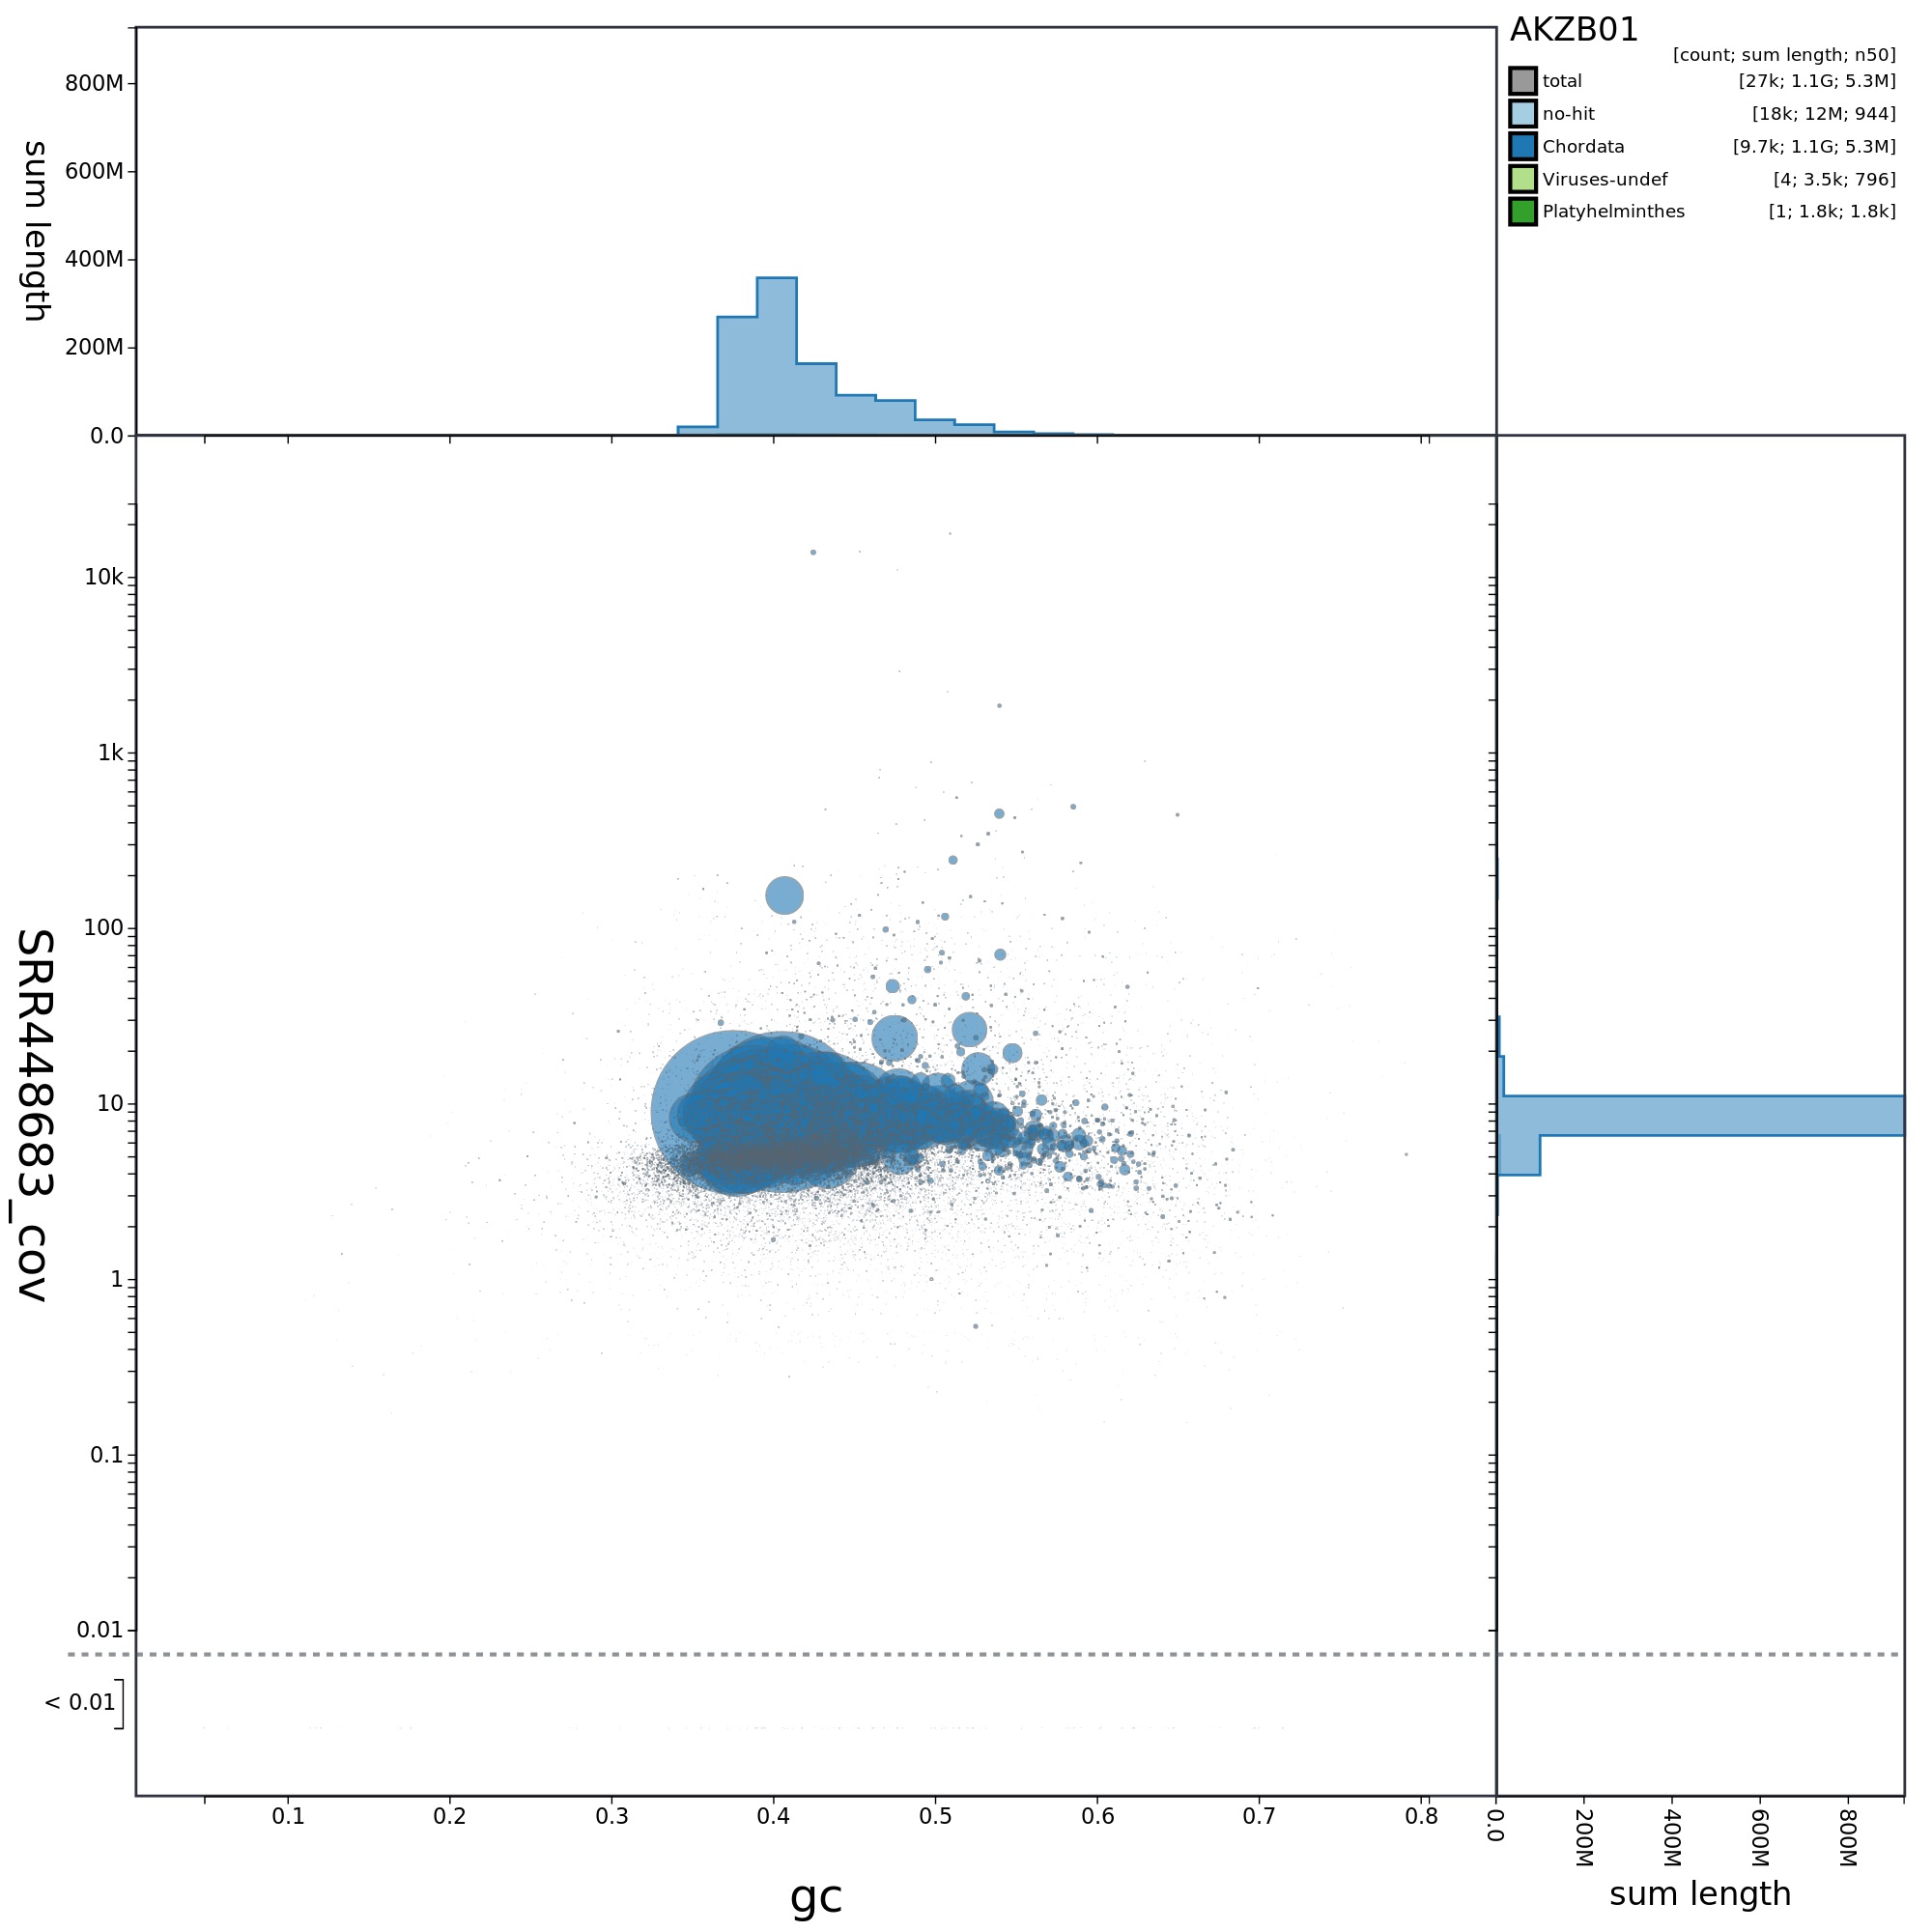 AKZB01
[count; sum length; n50]
total [27k; 1.1G; 5.3M]
no-hit [18k; 12M; 944]
Chordata [9.7k; 1.1G; 5.3M]
Viruses-undef [4; 3.5k; 796]
Platyhelminthes [1; 1.8k; 1.8k]
sum length
800M
600M
400M
200M
0.0
SRR448683_cov
10k
1k
100
10
1
0.1
0.01
< 0.01
0.1 0.2 0.3 0.4 0.5 0.6 0.7 0.8
gc
0.0 200M 400M 600M 800M
sum length